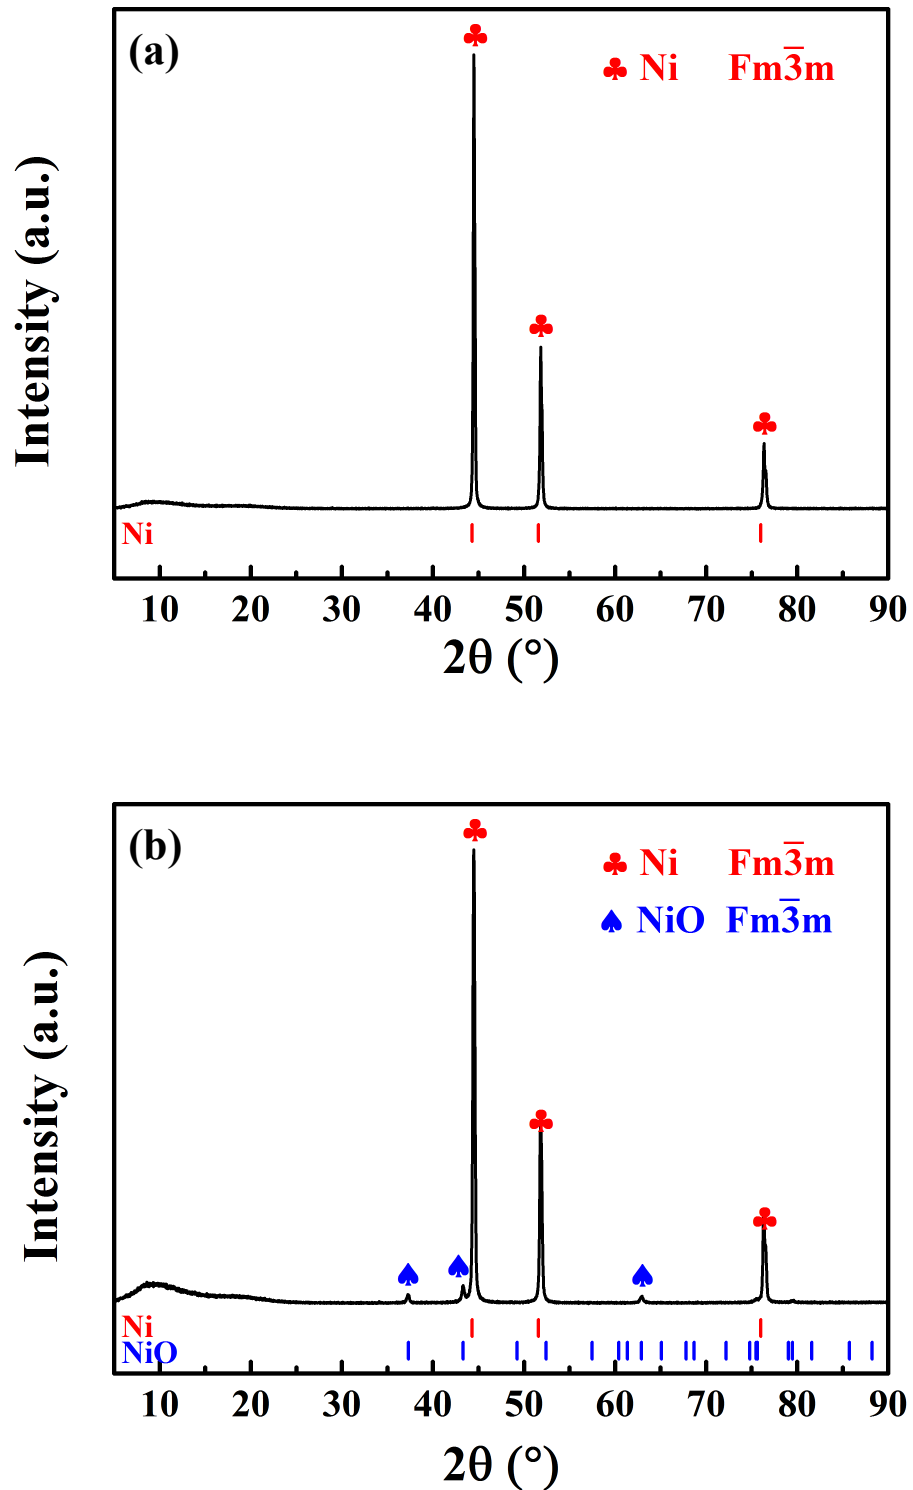 (a)
♣ Ni Fm3̅m
Intensity (a.u.)
Ni
10 20 30 40 50 60 70 80 90
2θ (°)
(b)
♣ Ni Fm3̅m
♠ NiO Fm3̅m
Intensity (a.u.)
Ni
NiO
10 20 30 40 50 60 70 80 90
2θ (°)